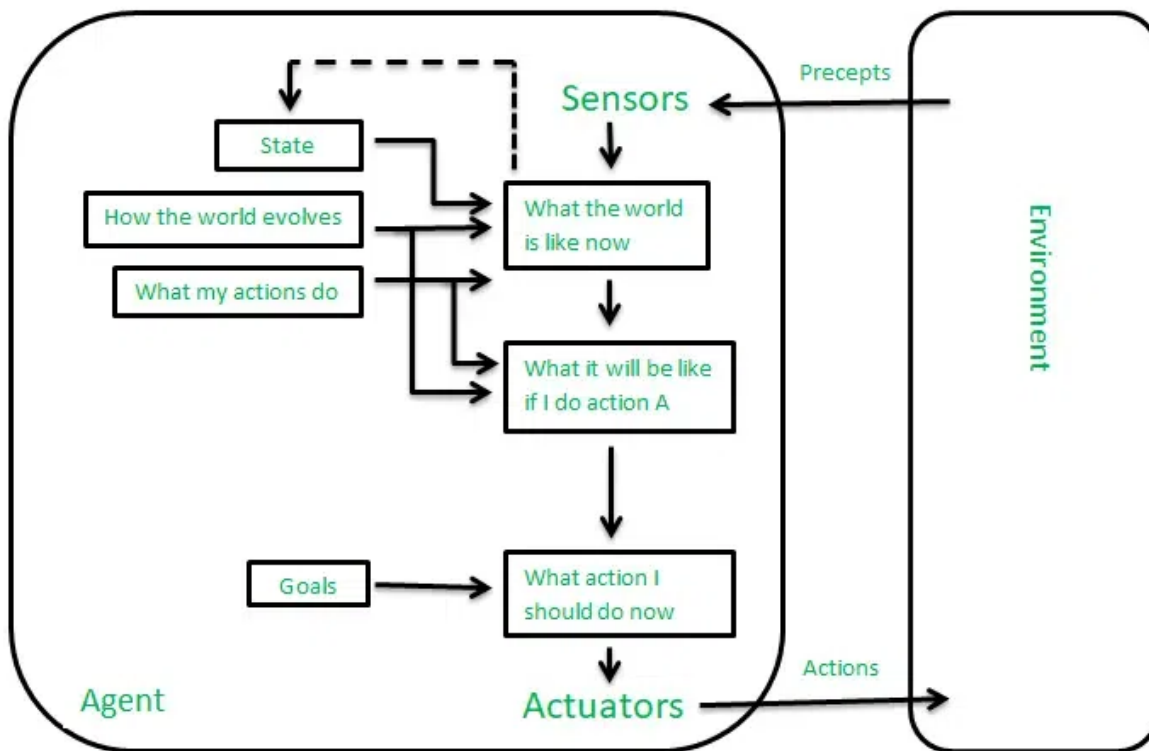 Precepts
Sensors
State
How the world evolves
What the world
is like now
What my actions do
Environment
What it will be like
if I do action A
Goals
What action I
should do now
Actions
Agent
Actuators